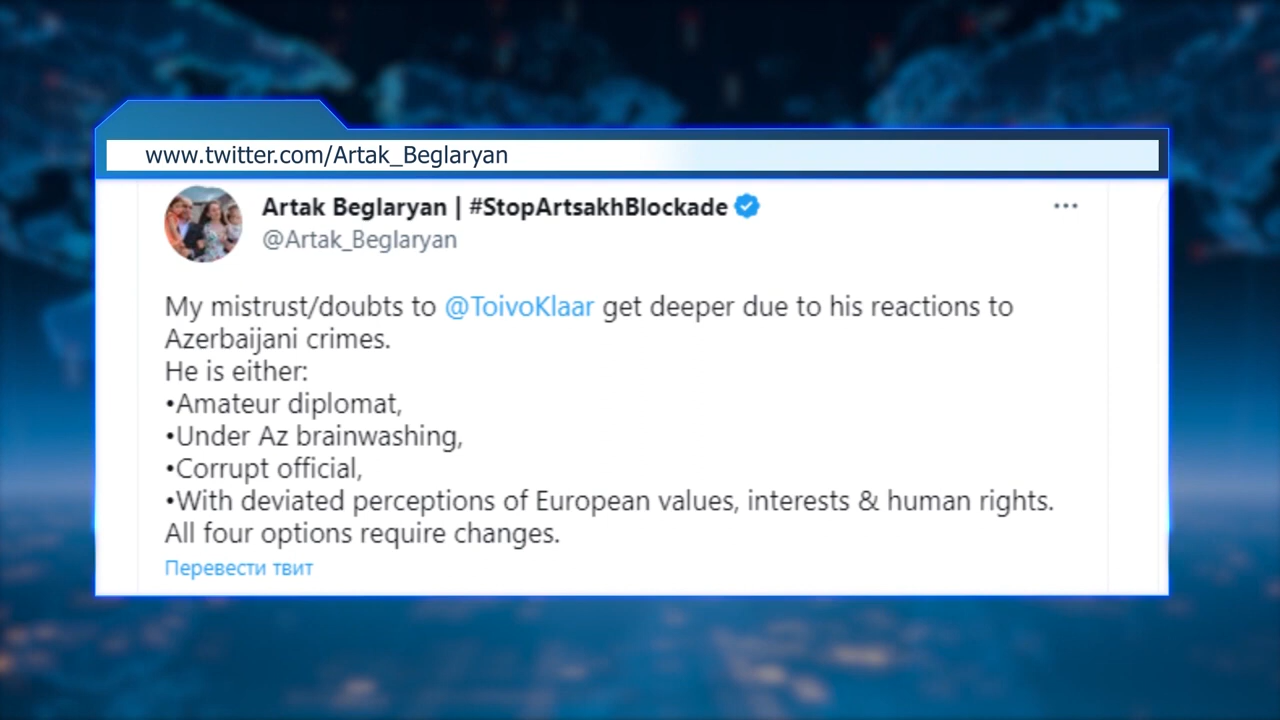 www.twitter.com/Artak_Beglaryan
Artak Beglaryan | #StopArtsakhBlockade
@Artak_Beglaryan
My mistrust/doubts to @ToivoKlaar get deeper due to his reactions to
Azerbaijani crimes.
He is either:
•Amateur diplomat,
•Under Az brainwashing,
•Corrupt official,
•With deviated perceptions of European values, interests & human rights.
All four options require changes.
Перевести твит